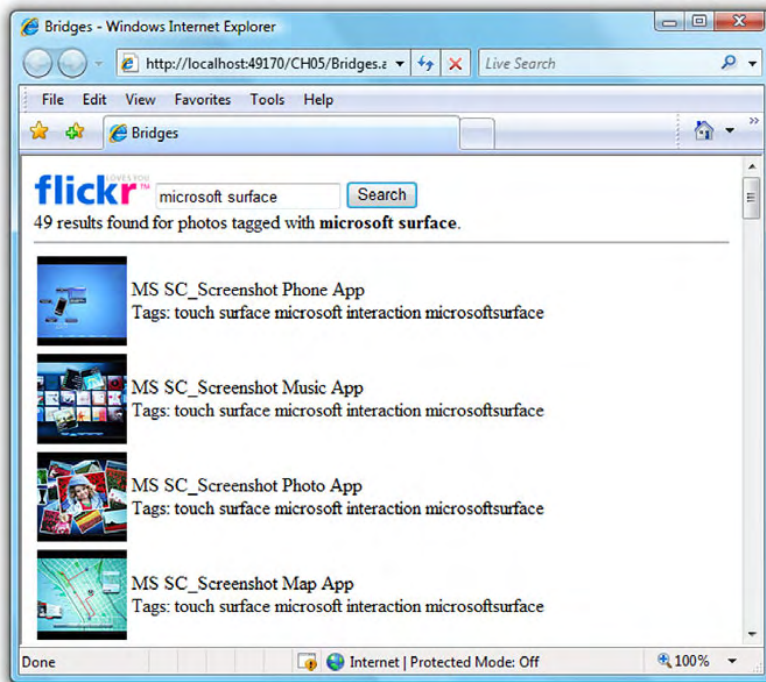 Bridges - Windows Internet Explorer
http://localhost:49170/CH05/Bridges.a
Live Search
File Edit View Favorites Tools Help
Bridges
LOVES YOU
flickr™ microsoft surface Search
49 results found for photos tagged with microsoft surface.
MS SC_Screenshot Phone App
Tags: touch surface microsoft interaction microsoftsurface
MS SC_Screenshot Music App
Tags: touch surface microsoft interaction microsoftsurface
MS SC_Screenshot Photo App
Tags: touch surface microsoft interaction microsoftsurface
MS SC_Screenshot Map App
Tags: touch surface microsoft interaction microsoftsurface
Done Internet | Protected Mode: Off 100%